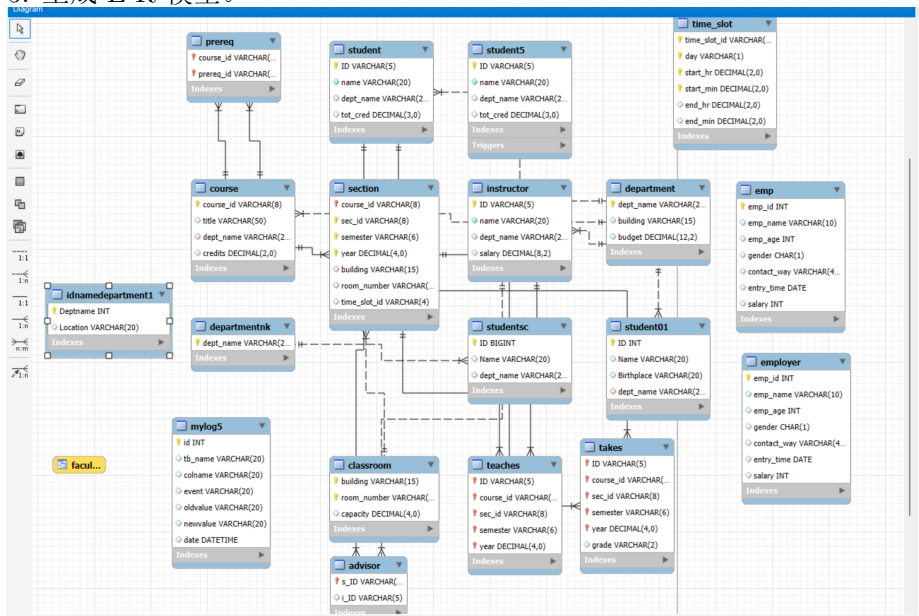 Diagram
prereq
course_id VARCHAR(...
prereq_id VARCHAR(...
Indexes
student
ID VARCHAR(5)
name VARCHAR(20)
dept_name VARCHAR(2...
tot_cred DECIMAL(3,0)
Indexes
student5
ID VARCHAR(5)
name VARCHAR(20)
dept_name VARCHAR(2...
tot_cred DECIMAL(3,0)
Indexes
Triggers
time_slot
time_slot_id VARCHAR(...
day VARCHAR(1)
start_hr DECIMAL(2,0)
start_min DECIMAL(2,0)
end_hr DECIMAL(2,0)
end_min DECIMAL(2,0)
Indexes
course
course_id VARCHAR(8)
title VARCHAR(50)
dept_name VARCHAR(2...
credits DECIMAL(2,0)
Indexes
section
course_id VARCHAR(8)
sec_id VARCHAR(8)
semester VARCHAR(6)
year DECIMAL(4,0)
building VARCHAR(15)
room_number VARCHAR(...
time_slot_id VARCHAR(4)
Indexes
instructor
ID VARCHAR(5)
name VARCHAR(20)
dept_name VARCHAR(2...
salary DECIMAL(8,2)
Indexes
department
dept_name VARCHAR(2...
building VARCHAR(15)
budget DECIMAL(12,2)
Indexes
emp
emp_id INT
emp_name VARCHAR(10)
emp_age INT
gender CHAR(1)
contact_way VARCHAR(4...
entry_time DATE
salary INT
Indexes
1:1
1:n
1:1
1:n
n:m
1:n
idnamedepartment1
Deptname INT
Location VARCHAR(20)
Indexes
departmentnk
dept_name VARCHAR(2...
Indexes
studentsc
ID BIGINT
Name VARCHAR(20)
dept_name VARCHAR(2...
Indexes
student01
ID INT
Name VARCHAR(20)
Birthplace VARCHAR(20)
dept_name VARCHAR(2...
Indexes
employer
emp_id INT
emp_name VARCHAR(10)
emp_age INT
gender CHAR(1)
contact_way VARCHAR(4...
entry_time DATE
salary INT
Indexes
mylog5
id INT
tb_name VARCHAR(20)
colname VARCHAR(20)
event VARCHAR(20)
oldvalue VARCHAR(20)
newvalue VARCHAR(20)
date DATETIME
Indexes
facul...
classroom
building VARCHAR(15)
room_number VARCHAR(...
capacity DECIMAL(4,0)
Indexes
teaches
ID VARCHAR(5)
course_id VARCHAR(...
sec_id VARCHAR(8)
semester VARCHAR(6)
year DECIMAL(4,0)
Indexes
takes
ID VARCHAR(5)
course_id VARCHAR(...
sec_id VARCHAR(8)
semester VARCHAR(6)
year DECIMAL(4,0)
grade VARCHAR(2)
Indexes
advisor
s_ID VARCHAR(...
i_ID VARCHAR(5)
Indexes